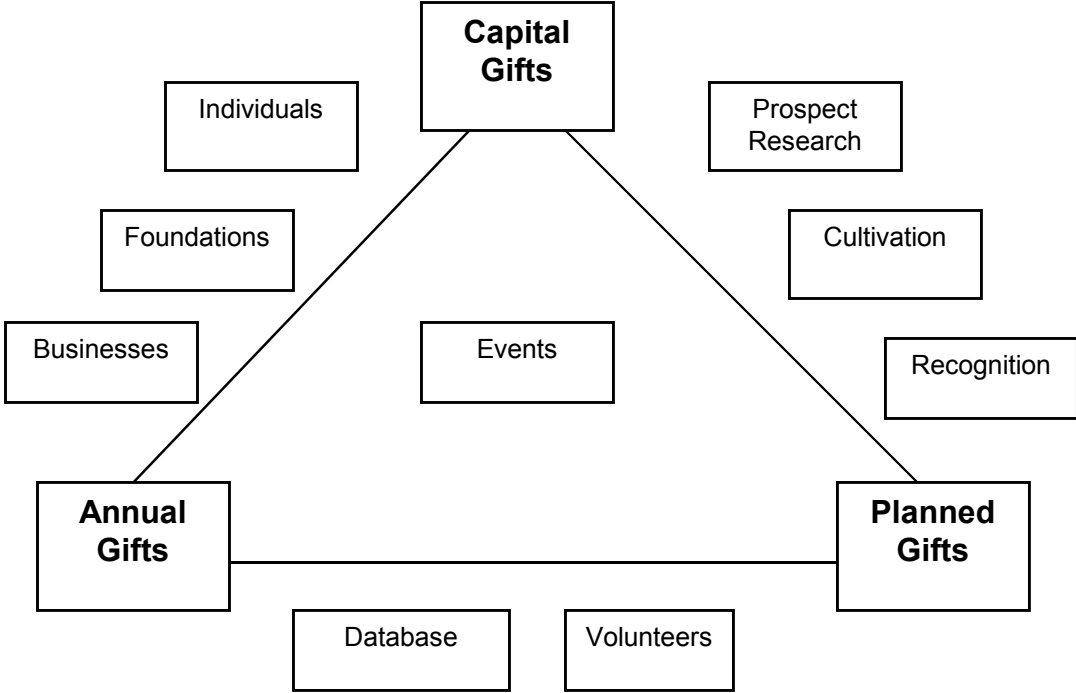 Capital
Gifts
Individuals
Prospect
Research
Foundations
Cultivation
Businesses
Events
Recognition
Annual
Gifts
Planned
Gifts
Database
Volunteers